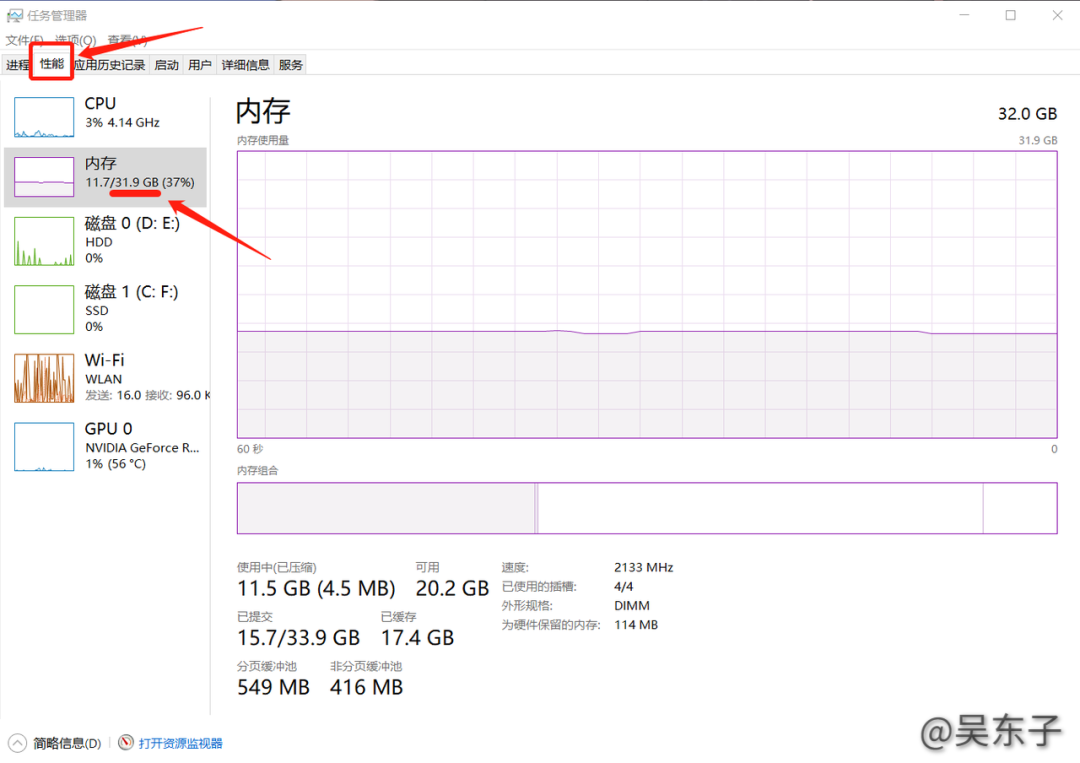 任务管理器
文件(F) 选项(O) 查看(V)
进程 性能 应用历史记录 启动 用户 详细信息 服务
CPU
3% 4.14 GHz
内存
11.7/31.9 GB (37%)
磁盘 0 (D: E:)
HDD
0%
磁盘 1 (C: F:)
SSD
0%
Wi-Fi
WLAN
发送: 16.0 接收: 96.0 K
GPU 0
NVIDIA GeForce R...
1% (56 °C)
内存 32.0 GB
内存使用量 31.9 GB
60 秒 0
内存组合
使用中(已压缩) 可用
11.5 GB (4.5 MB) 20.2 GB
已提交 已缓存
15.7/33.9 GB 17.4 GB
分页缓冲池 非分页缓冲池
549 MB 416 MB
速度: 2133 MHz
已使用的插槽: 4/4
外形规格: DIMM
为硬件保留的内存: 114 MB
简略信息(D) 打开资源监视器
@吴东子